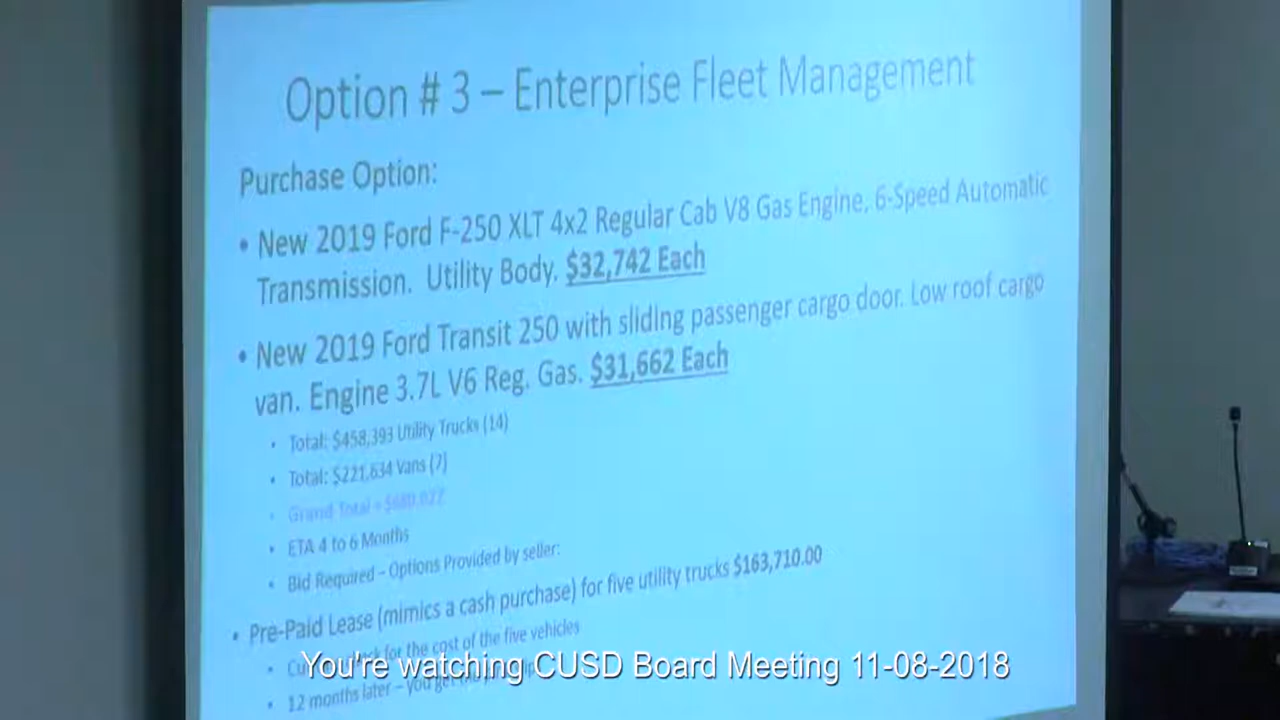 Option # 3 – Enterprise Fleet Management
Purchase Option:
• New 2019 Ford F-250 XLT 4x2 Regular Cab V8 Gas Engine, 6-Speed Automatic
Transmission. Utility Body. $32,742 Each
• New 2019 Ford Transit 250 with sliding passenger cargo door. Low roof cargo
van. Engine 3.7L V6 Reg. Gas. $31,662 Each
• Total: $458,393 Utility Trucks (14)
• Total: $221,634 Vans (7)
• Grand Total
• ETA 4 to 6 Months
• Bid Required – Options Provided by seller:
• Pre-Paid Lease (mimics a cash purchase) for five utility trucks $163,710.00
• for the cost of the five vehicles
• 12 months later – you get
You're watching CUSD Board Meeting 11-08-2018